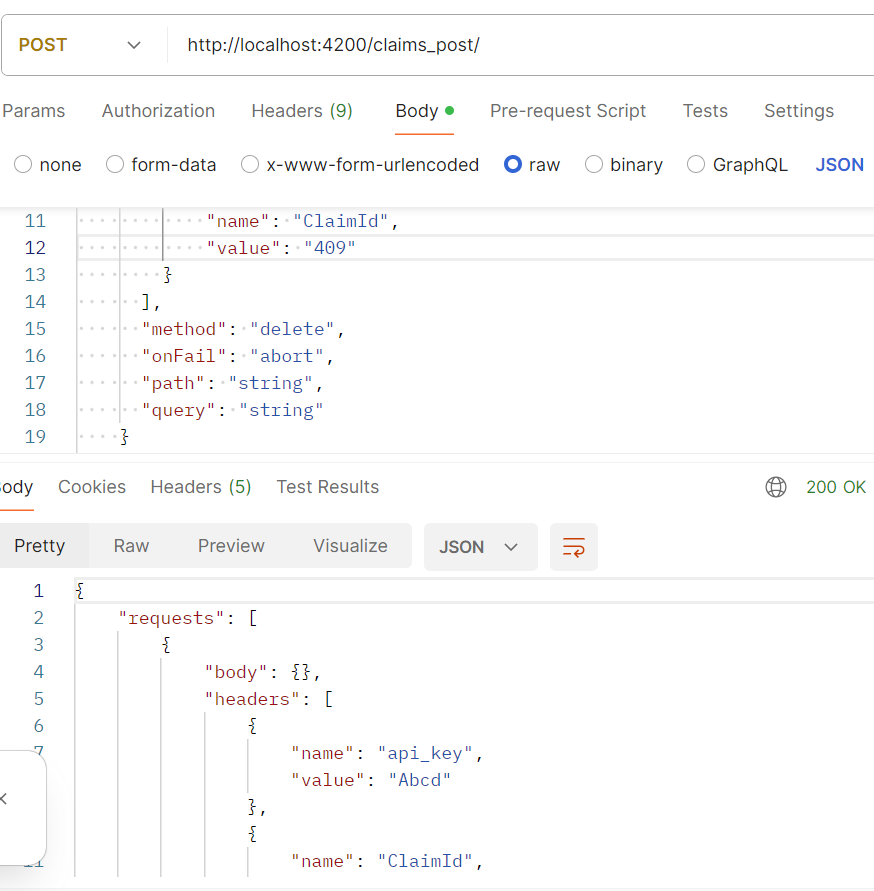 POST http://localhost:4200/claims_post/
Params Authorization Headers (9) Body Pre-request Script Tests Settings
none form-data x-www-form-urlencoded raw binary GraphQL JSON
11 "name": "ClaimId",
12 "value": "409"
13 }
14 ],
15 "method": "delete",
16 "onFail": "abort",
17 "path": "string",
18 "query": "string"
19 }
ody Cookies Headers (5) Test Results 200 OK
Pretty Raw Preview Visualize JSON
1 {
2 "requests": [
3 {
4 "body": {},
5 "headers": [
6 {
7 "name": "api_key",
"value": "Abcd"
},
{
11 "name": "ClaimId",